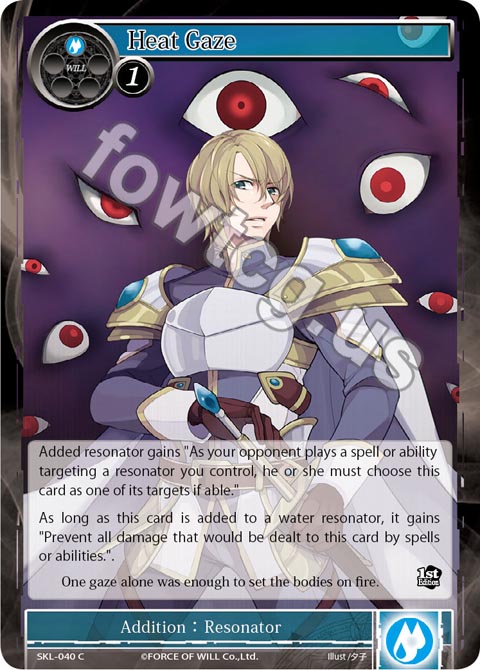 Heat Gaze
WILL
1
fowtcg.us
Added resonator gains "As your opponent plays a spell or ability
targeting a resonator you control, he or she must choose this
card as one of its targets if able."
As long as this card is added to a water resonator, it gains
"Prevent all damage that would be dealt to this card by spells
or abilities.".
One gaze alone was enough to set the bodies on fire.
1st
Edition
Addition : Resonator
SKL-040 C ©FORCE OF WILL Co.,Ltd. Illust/夕子